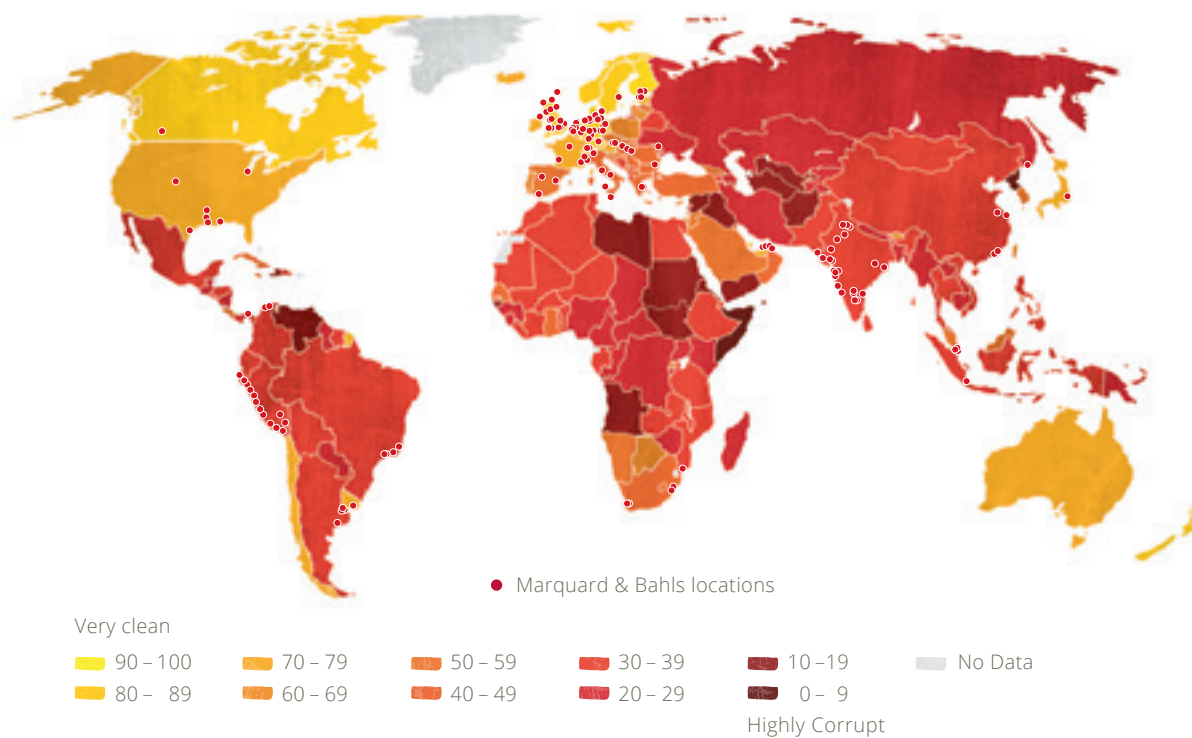 Marquard & Bahls locations
Very clean
90 – 100 70 – 79 50 – 59 30 – 39 10 –19 No Data
80 – 89 60 – 69 40 – 49 20 – 29 0 – 9
Highly Corrupt